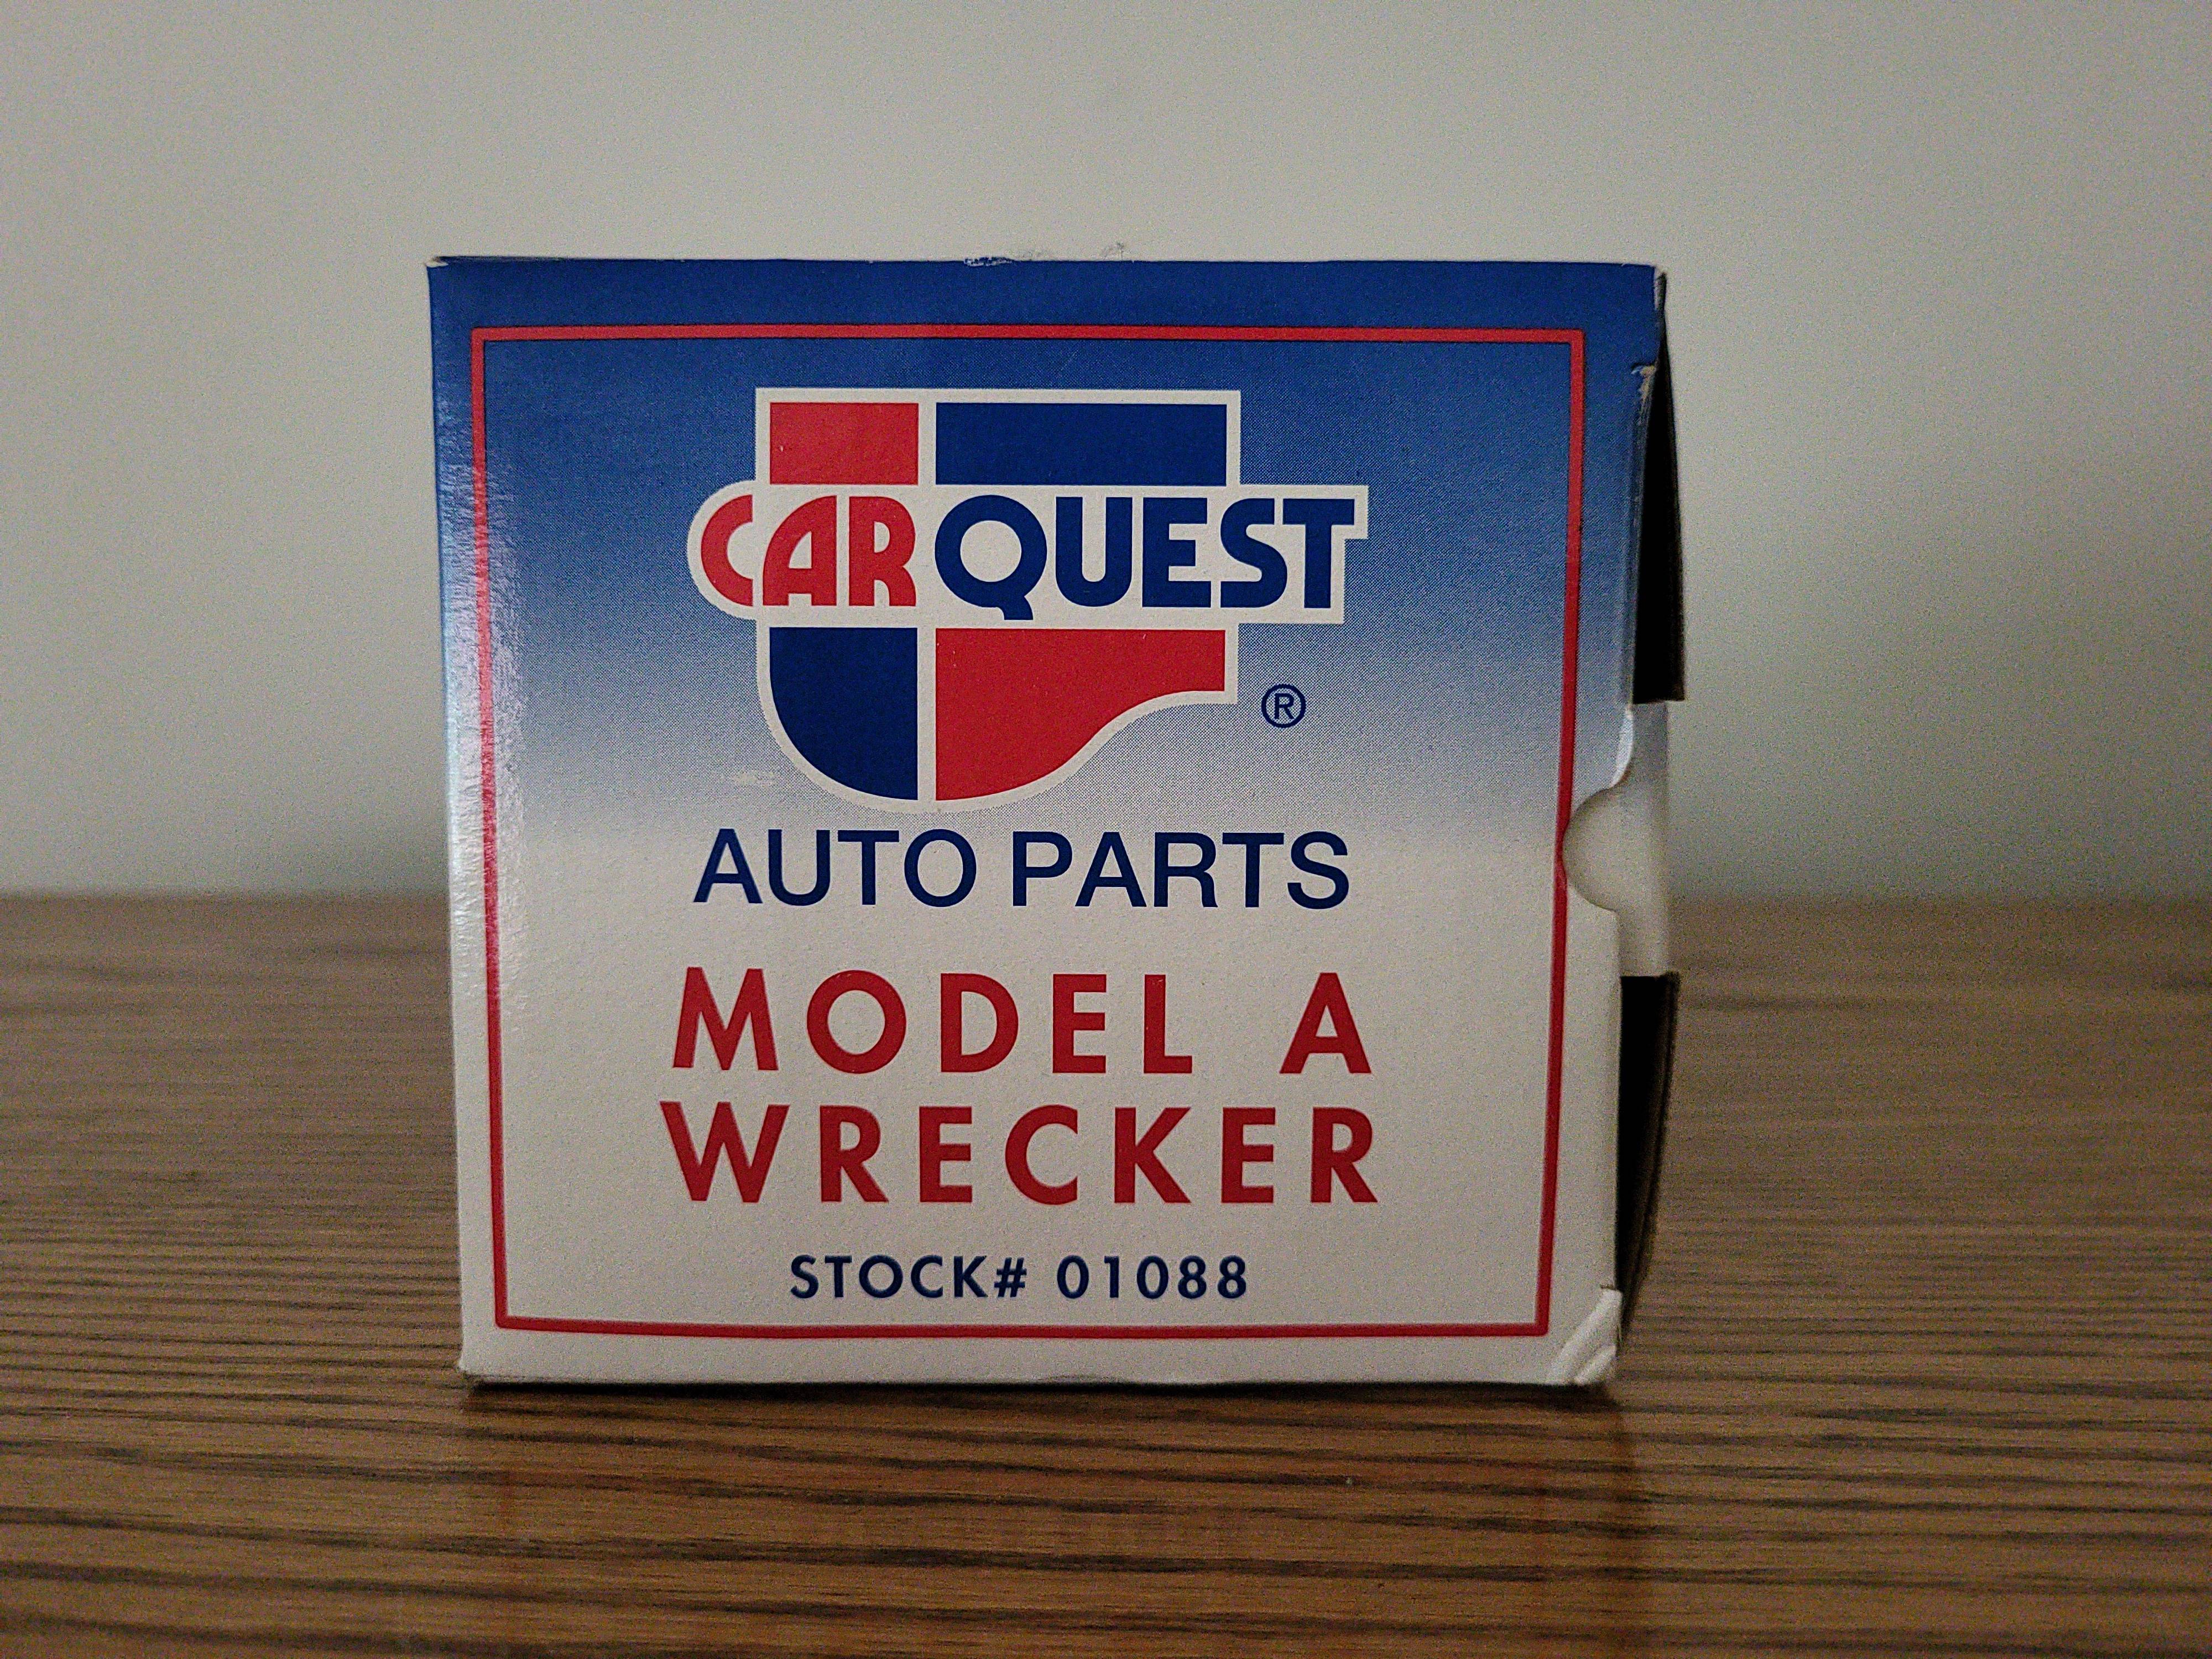 CARQUEST
®
AUTO PARTS
MODEL A
WRECKER
STOCK# 01088